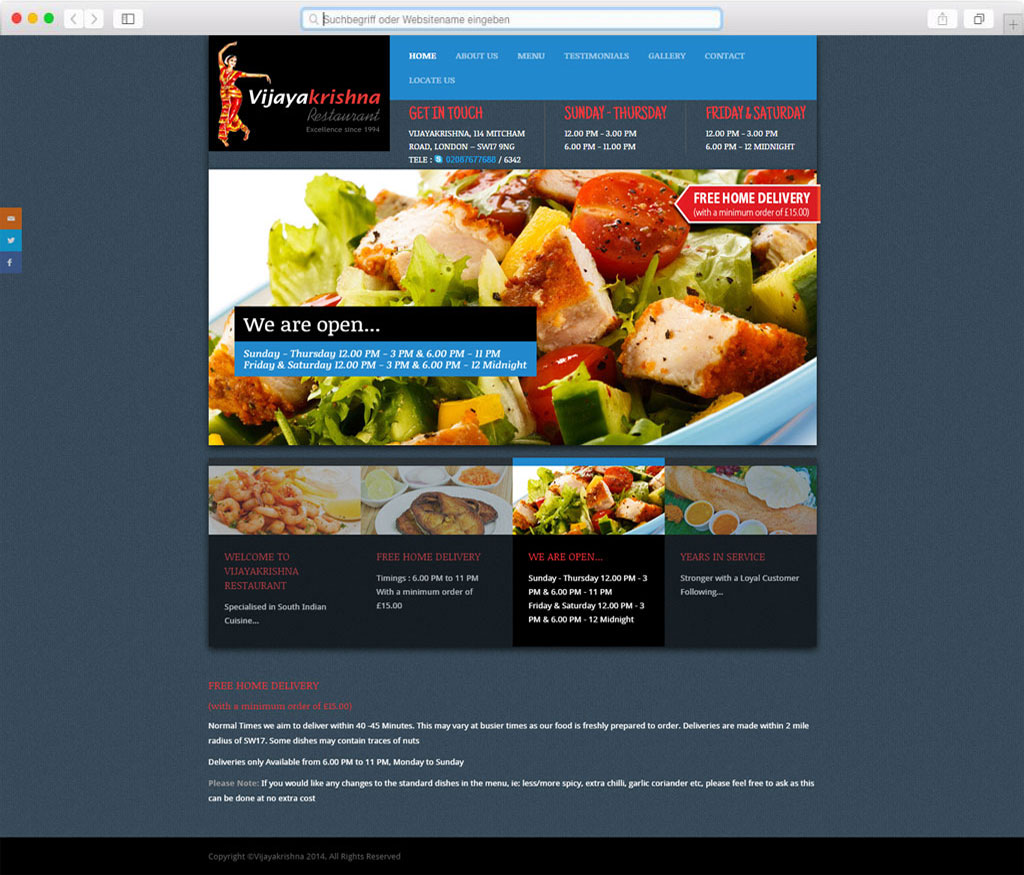 Suchbegriff oder Websitename eingeben
Vijayakrishna
Restaurant
Excellence since 1994
HOME ABOUT US MENU TESTIMONIALS GALLERY CONTACT
LOCATE US
GET IN TOUCH
VIJAYAKRISHNA, 114 MITCHAM
ROAD, LONDON – SW17 9NG
TELE : 02087677688 / 6342
SUNDAY - THURSDAY
12.00 PM - 3.00 PM
6.00 PM - 11.00 PM
FRIDAY & SATURDAY
12.00 PM - 3.00 PM
6.00 PM - 12 MIDNIGHT
FREE HOME DELIVERY
(with a minimum order of £15.00)
We are open...
Sunday - Thursday 12.00 PM - 3 PM & 6.00 PM - 11 PM
Friday & Saturday 12.00 PM - 3 PM & 6.00 PM - 12 Midnight
WELCOME TO
VIJAYAKRISHNA
RESTAURANT
Specialised in South Indian
Cuisine...
FREE HOME DELIVERY
Timings : 6.00 PM to 11 PM
With a minimum order of
£15.00
WE ARE OPEN...
Sunday - Thursday 12.00 PM - 3
PM & 6.00 PM - 11 PM
Friday & Saturday 12.00 PM - 3
PM & 6.00 PM - 12 Midnight
YEARS IN SERVICE
Stronger with a Loyal Customer
Following...
FREE HOME DELIVERY
(with a minimum order of £15.00)
Normal Times we aim to deliver within 40 -45 Minutes. This may vary at busier times as our food is freshly prepared to order. Deliveries are made within 2 mile
radius of SW17. Some dishes may contain traces of nuts
Deliveries only Available from 6.00 PM to 11 PM, Monday to Sunday
Please Note: If you would like any changes to the standard dishes in the menu, ie: less/more spicy, extra chilli, garlic coriander etc, please feel free to ask as this
can be done at no extra cost
Copyright ©Vijayakrishna 2014, All Rights Reserved